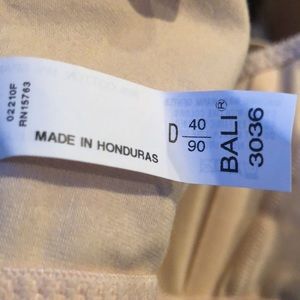 02210F
RN15763
MADE IN HONDURAS
D 40
90
BALI®
3036